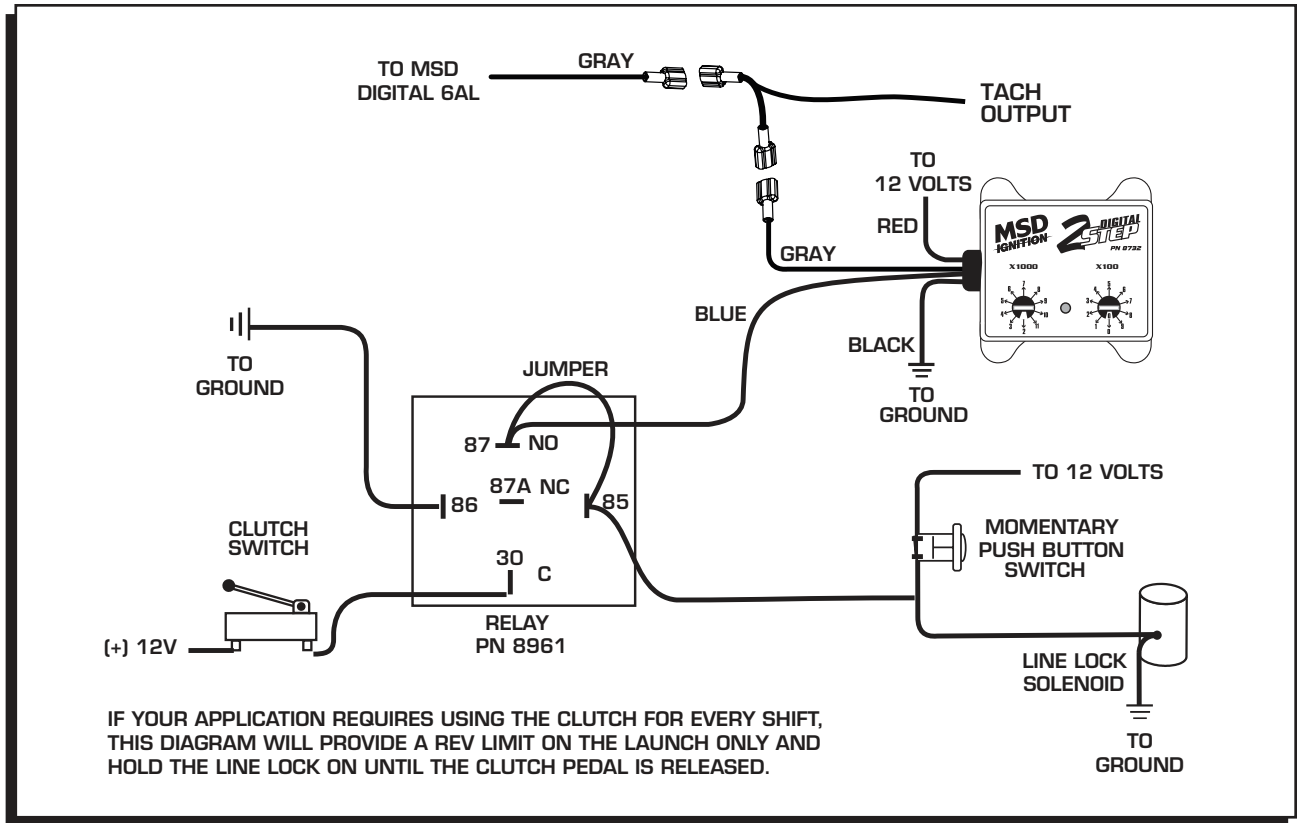 TO MSD
DIGITAL 6AL
GRAY
TACH
OUTPUT
TO
12 VOLTS
RED
MSD
IGNITION
2
DIGITAL
STEP
PN 8732
X1000
X100
GRAY
BLUE
BLACK
TO
GROUND
TO
GROUND
JUMPER
87 NO
87A NC
86
85
30
C
RELAY
PN 8961
CLUTCH
SWITCH
(+) 12V
TO 12 VOLTS
MOMENTARY
PUSH BUTTON
SWITCH
LINE LOCK
SOLENOID
TO
GROUND
IF YOUR APPLICATION REQUIRES USING THE CLUTCH FOR EVERY SHIFT,
THIS DIAGRAM WILL PROVIDE A REV LIMIT ON THE LAUNCH ONLY AND
HOLD THE LINE LOCK ON UNTIL THE CLUTCH PEDAL IS RELEASED.